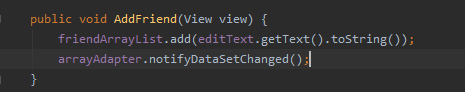 public void AddFriend(View view) {
    friendArrayList.add(editText.getText().toString());
    arrayAdapter.notifyDataSetChanged();
}